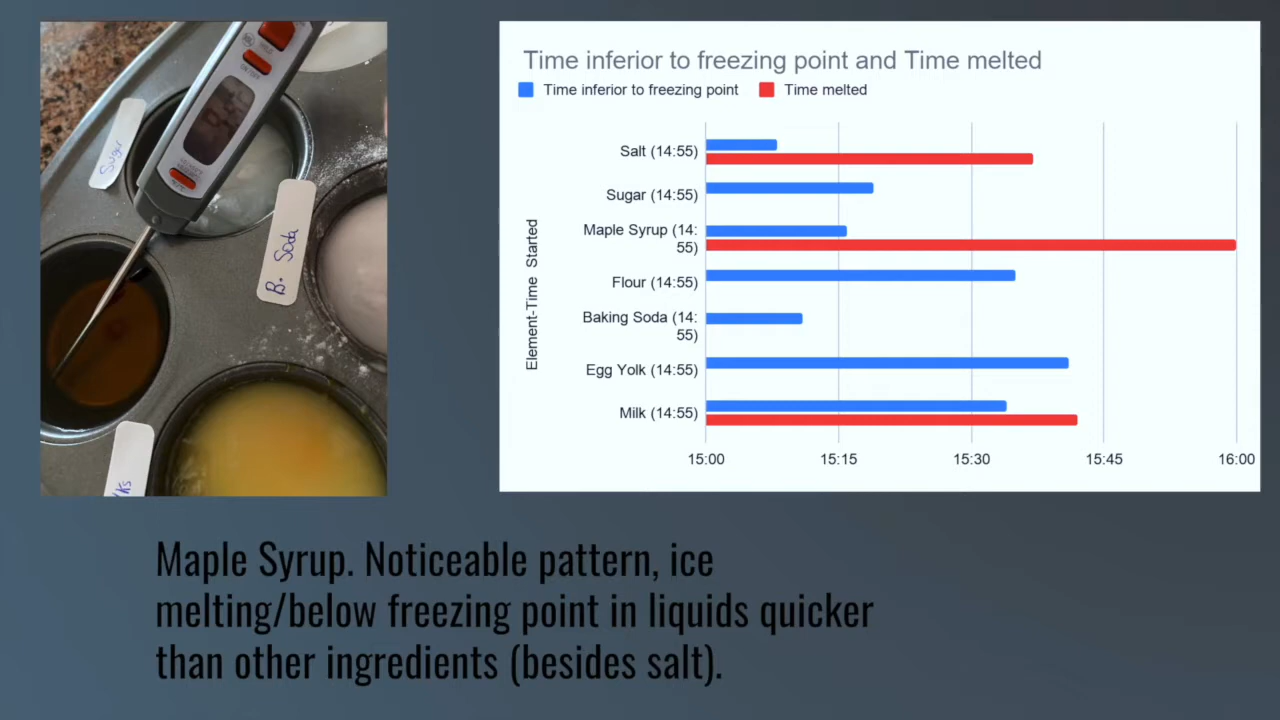 Sugar
B. Soda
Time inferior to freezing point and Time melted
Time inferior to freezing point
Time melted
Element-Time Started
Salt (14:55)
Sugar (14:55)
Maple Syrup (14:
55)
Flour (14:55)
Baking Soda (14:
55)
Egg Yolk (14:55)
Milk (14:55)
15:00 15:15 15:30 15:45 16:00
Maple Syrup. Noticeable pattern, ice
melting/below freezing point in liquids quicker
than other ingredients (besides salt).